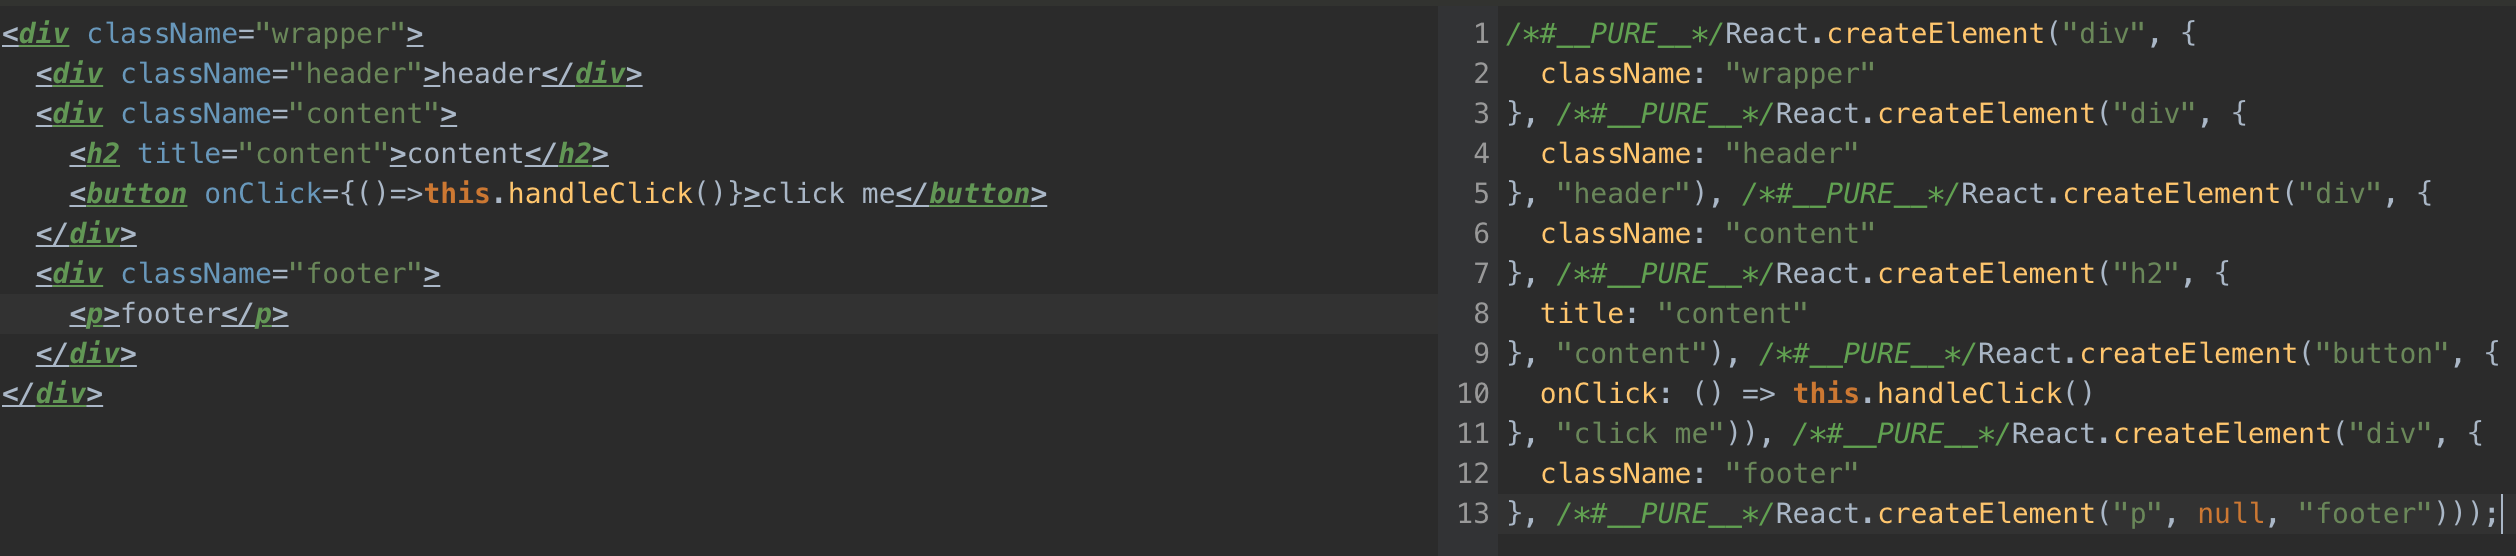 <div className="wrapper">
  <div className="header">header</div>
  <div className="content">
    <h2 title="content">content</h2>
    <button onClick={()=>this.handleClick()}>click me</button>
  </div>
  <div className="footer">
    <p>footer</p>
  </div>
</div>
1 /*#__PURE__*/React.createElement("div", {
2   className: "wrapper"
3 }, /*#__PURE__*/React.createElement("div", {
4   className: "header"
5 }, "header"), /*#__PURE__*/React.createElement("div", {
6   className: "content"
7 }, /*#__PURE__*/React.createElement("h2", {
8   title: "content"
9 }, "content"), /*#__PURE__*/React.createElement("button", {
10   onClick: () => this.handleClick()
11 }, "click me")), /*#__PURE__*/React.createElement("div", {
12   className: "footer"
13 }, /*#__PURE__*/React.createElement("p", null, "footer")));